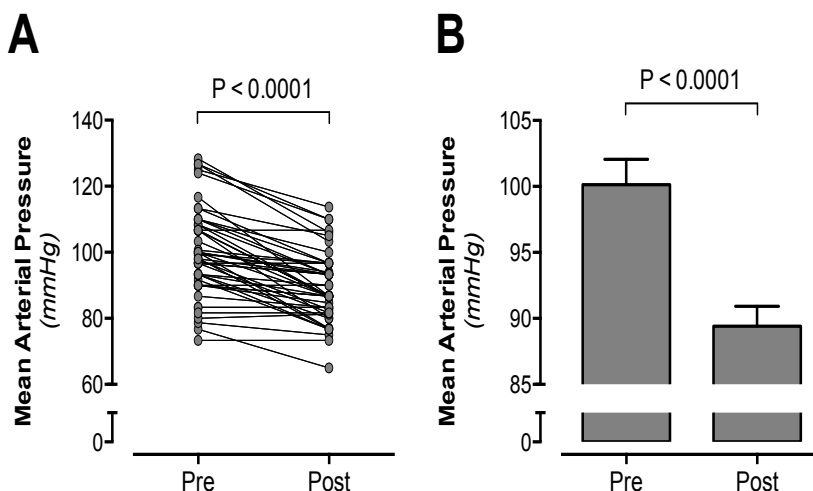 A
P < 0.0001
Mean Arterial Pressure
(mmHg)
140
120
100
80
60
0
Pre Post
B
P < 0.0001
Mean Arterial Pressure
(mmHg)
105
100
95
90
85
0
Pre Post